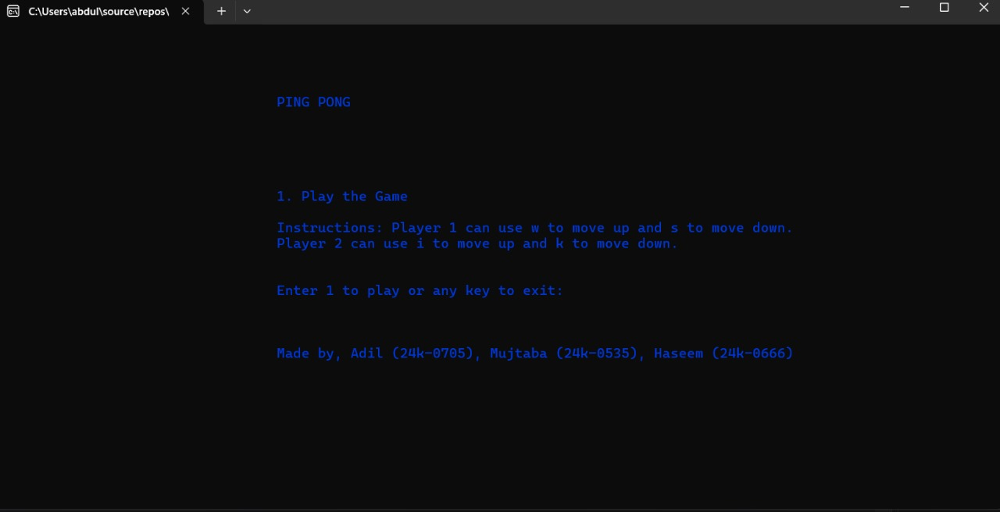 C:\Users\abdul\source\repos\
PING PONG
1. Play the Game
Instructions: Player 1 can use w to move up and s to move down.
Player 2 can use i to move up and k to move down.
Enter 1 to play or any key to exit:
Made by, Adil (24k-0705), Mujtaba (24k-0535), Haseem (24k-0666)